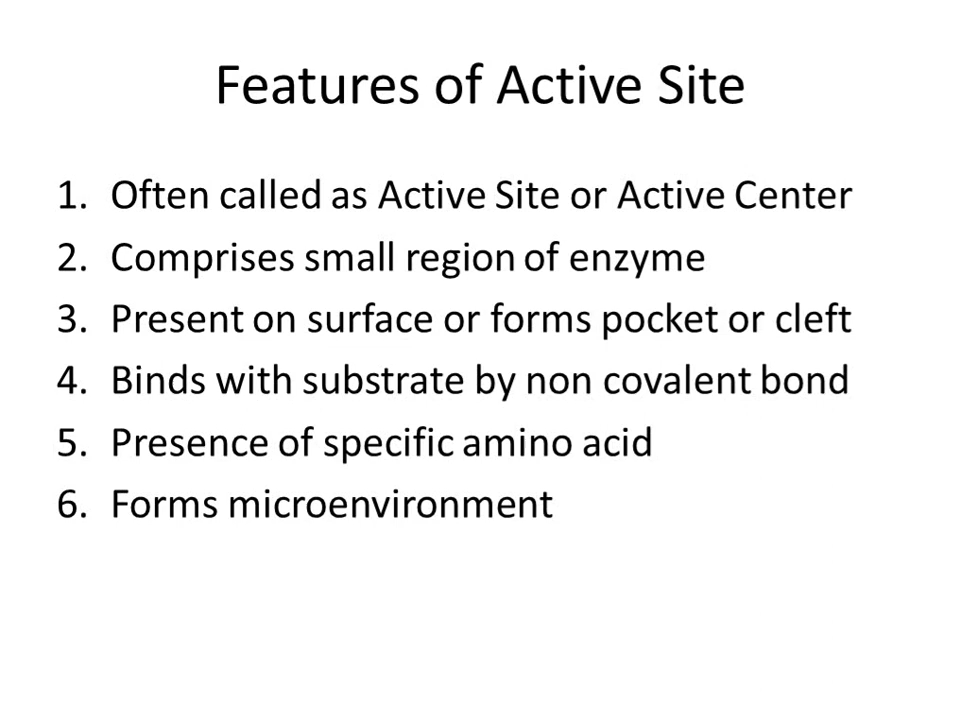 Features of Active Site
1. Often called as Active Site or Active Center
2. Comprises small region of enzyme
3. Present on surface or forms pocket or cleft
4. Binds with substrate by non covalent bond
5. Presence of specific amino acid
6. Forms microenvironment